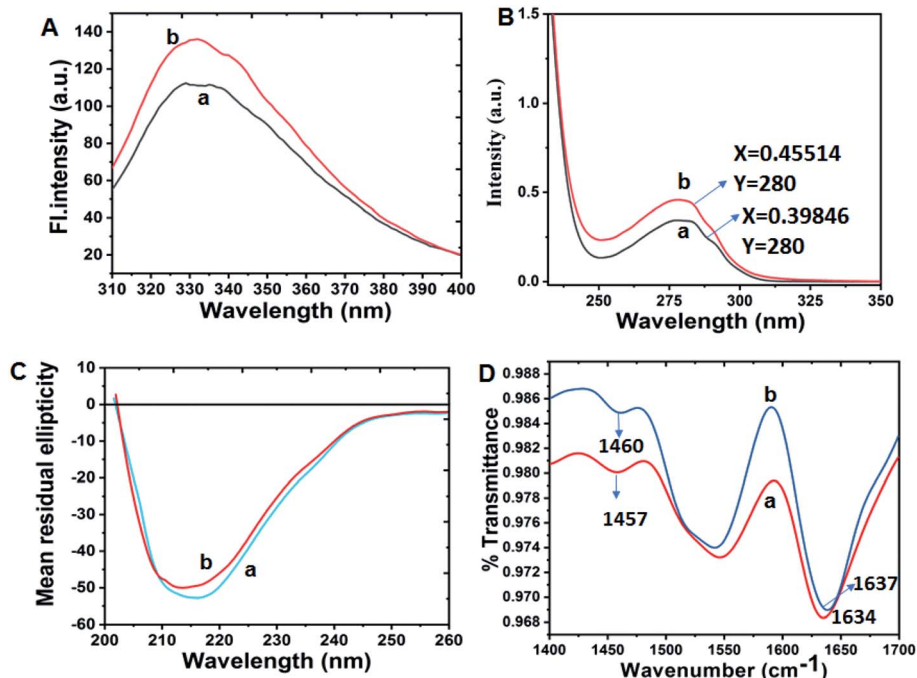 A
b
a
Fl.intensity (a.u.)
140
120
100
80
60
40
20
310 320 330 340 350 360 370 380 390 400
Wavelength (nm)
B
1.5
1.0
0.5
0.0
Intensity (a.u.)
X=0.45514
Y=280
b
X=0.39846
a
Y=280
250 275 300 325 350
Wavelength (nm)
C
10
0
-10
-20
-30
-40
-50
-60
Mean residual ellipticity
b
a
200 210 220 230 240 250 260
Wavelength (nm)
D
0.988
0.986
0.984
0.982
0.980
0.978
0.976
0.974
0.972
0.970
0.968
% Transmittance
b
1460
a
1457
1637
1634
1400 1450 1500 1550 1600 1650 1700
Wavenumber (cm-1)